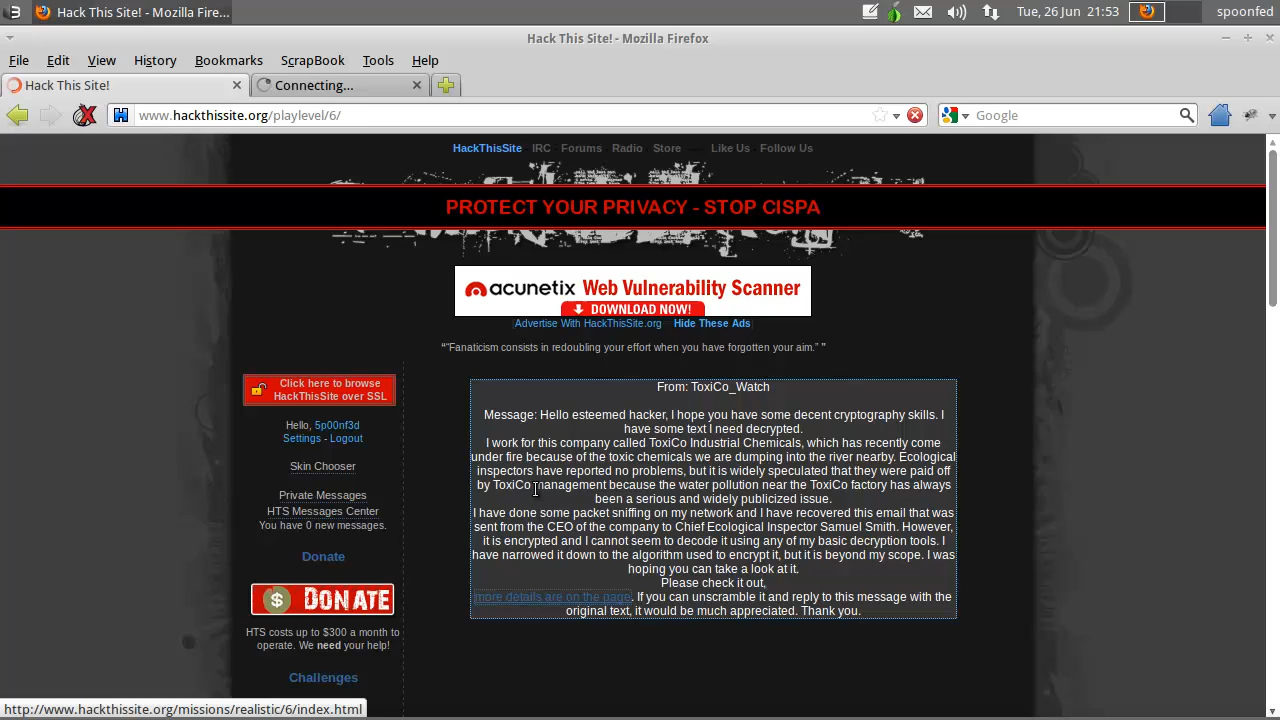 Hack This Site! - Mozilla Fire...
Tue, 26 Jun 21:53
spoonfed
Hack This Site! - Mozilla Firefox
File Edit View History Bookmarks ScrapBook Tools Help
Hack This Site!
Connecting...
www.hackthissite.org/playlevel/6/
Google
HackThisSite IRC Forums Radio Store Like Us Follow Us
PROTECT YOUR PRIVACY - STOP CISPA
acunetix Web Vulnerability Scanner
DOWNLOAD NOW!
Advertise With HackThisSite.org Hide These Ads
““Fanaticism consists in redoubling your effort when you have forgotten your aim.” ”
Click here to browse
HackThisSite over SSL
Hello, 5p00nf3d
Settings - Logout
Skin Chooser
Private Messages
HTS Messages Center
You have 0 new messages.
Donate
DONATE
HTS costs up to $300 a month to
operate. We need your help!
Challenges
From: ToxiCo_Watch
Message: Hello esteemed hacker, I hope you have some decent cryptography skills. I
have some text I need decrypted.
I work for this company called ToxiCo Industrial Chemicals, which has recently come
under fire because of the toxic chemicals we are dumping into the river nearby. Ecological
inspectors have reported no problems, but it is widely speculated that they were paid off
by ToxiCo management because the water pollution near the ToxiCo factory has always
been a serious and widely publicized issue.
I have done some packet sniffing on my network and I have recovered this email that was
sent from the CEO of the company to Chief Ecological Inspector Samuel Smith. However,
it is encrypted and I cannot seem to decode it using any of my basic decryption tools. I
have narrowed it down to the algorithm used to encrypt it, but it is beyond my scope. I was
hoping you can take a look at it.
Please check it out,
more details are on the page. If you can unscramble it and reply to this message with the
original text, it would be much appreciated. Thank you.
http://www.hackthissite.org/missions/realistic/6/index.html